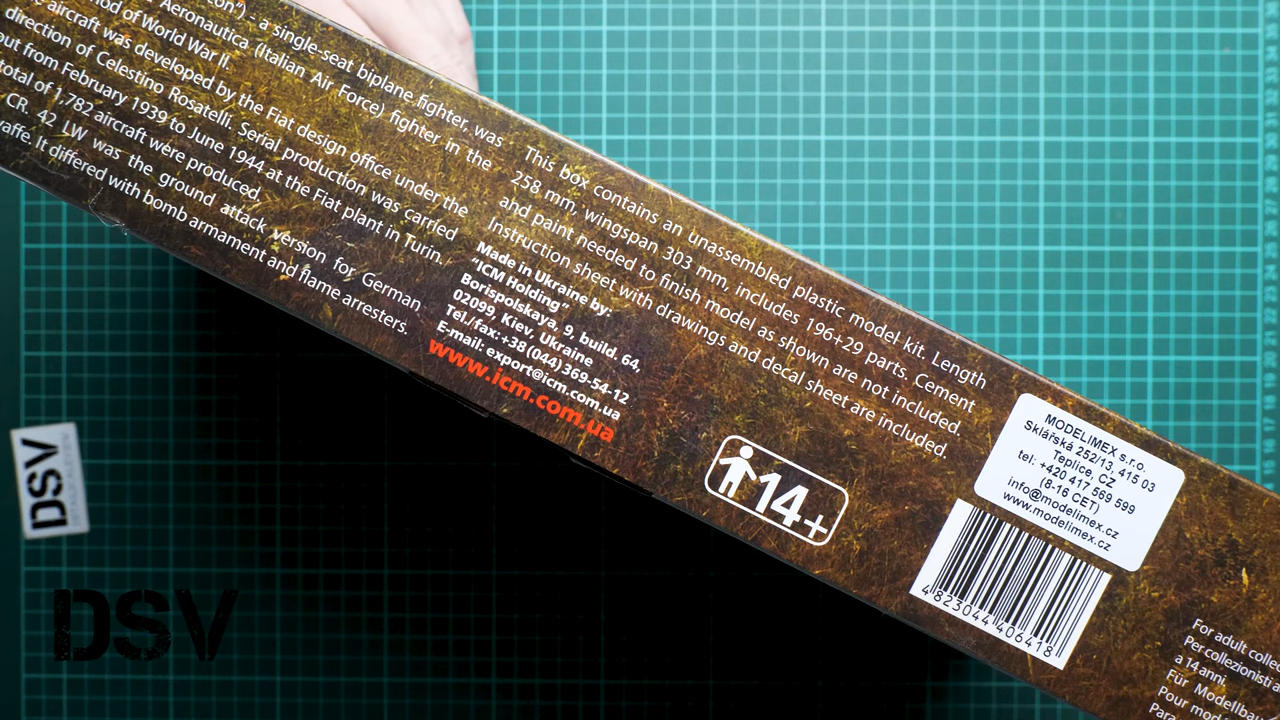 con") - a single-seat biplane fighter, was
Aeronautica (Italian Air Force) fighter in the
od of World War II.
aircraft was developed by the Fiat design office under the
direction of Celestino Rosatelli. Serial production was carried
out from February 1939 to June 1944 at the Fiat plant in Turin.
total of 1,782 aircraft were produced.
CR. 42 LW was the ground attack version for German
waffe. It differed with bomb armament and flame arresters.
This box contains an unassembled plastic model kit. Length
258 mm, wingspan 303 mm, includes 196+29 parts. Cement
and paint needed to finish model as shown are not included.
Instruction sheet with drawings and decal sheet are included.
Made in Ukraine by:
"ICM Holding"
Borispolskaya, 9, build. 64,
02099, Kiev, Ukraine
Tel./fax:+38(044)369-54-12
E-mail: export@icm.com.ua
www.icm.com.ua
14+
MODELIMEX s.r.o.
Sklářská 252/13, 415 03
Teplice, CZ
tel: +420 417 569 599
(8-16 CET)
info@modelimex.cz
www.modelimex.cz
4 823044 406418
For adult collec
Per collezionisti a
a 14 anni.
Für Modellbau
Pour mod
Para
DSV
DSV